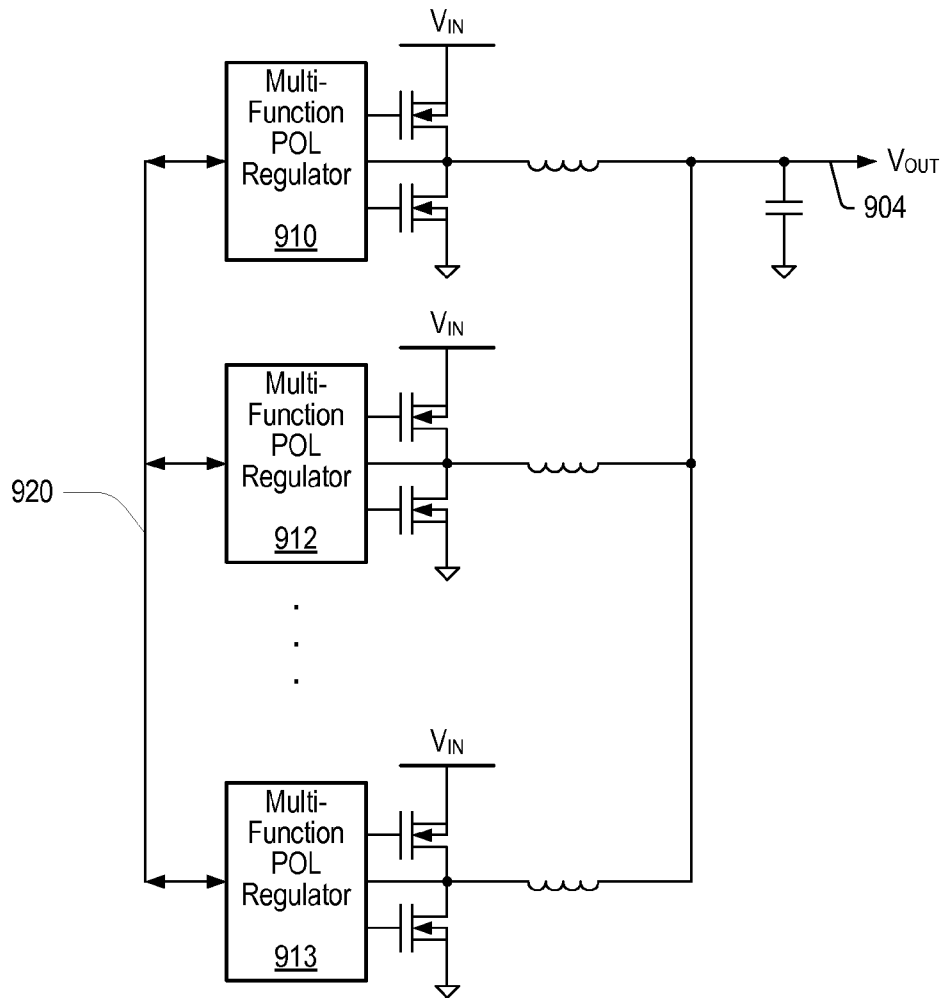 VIN
Multi-
Function
POL
Regulator
910
VOUT
904
VIN
Multi-
Function
POL
Regulator
912
920
.
.
.
VIN
Multi-
Function
POL
Regulator
913